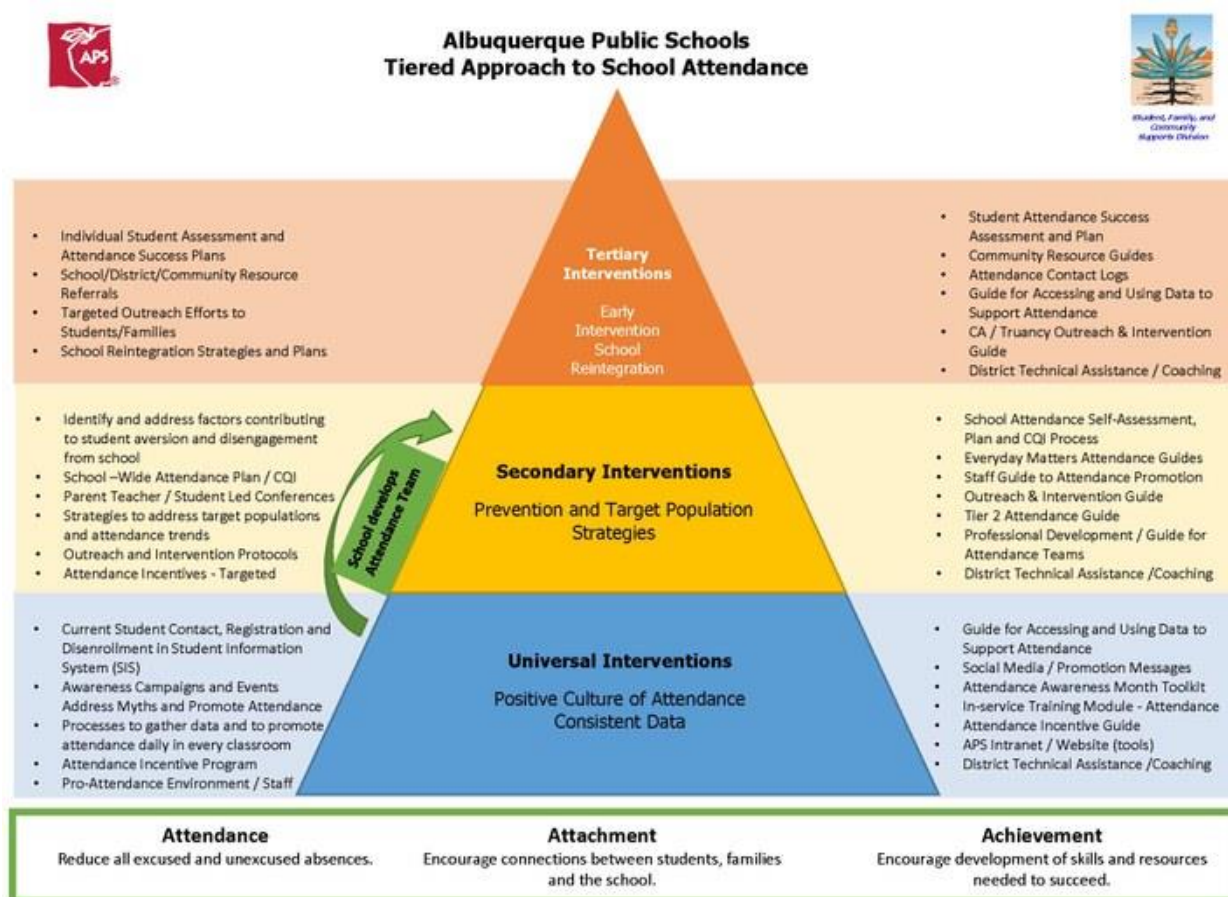 APS
Albuquerque Public Schools
Tiered Approach to School Attendance
Student, Family, and
Community
Supports Division
• Individual Student Assessment and
Attendance Success Plans
• School/District/Community Resource
Referrals
• Targeted Outreach Efforts to
Students/Families
• School Reintegration Strategies and Plans
Tertiary
Interventions
Early
Intervention
School
Reintegration
• Student Attendance Success
Assessment and Plan
• Community Resource Guides
• Attendance Contact Logs
• Guide for Accessing and Using Data to
Support Attendance
• CA / Truancy Outreach & Intervention
Guide
• District Technical Assistance / Coaching
• Identify and address factors contributing
to student aversion and disengagement
from school
• School –Wide Attendance Plan / CQI
• Parent Teacher / Student Led Conferences
• Strategies to address target populations
and attendance trends
• Outreach and Intervention Protocols
• Attendance Incentives - Targeted
School develops
Attendance Team
Secondary Interventions
Prevention and Target Population
Strategies
• School Attendance Self-Assessment,
Plan and CQI Process
• Everyday Matters Attendance Guides
• Staff Guide to Attendance Promotion
• Outreach & Intervention Guide
• Tier 2 Attendance Guide
• Professional Development / Guide for
Attendance Teams
• District Technical Assistance /Coaching
• Current Student Contact, Registration and
Disenrollment in Student Information
System (SIS)
• Awareness Campaigns and Events
Address Myths and Promote Attendance
• Processes to gather data and to promote
attendance daily in every classroom
• Attendance Incentive Program
• Pro-Attendance Environment / Staff
Universal Interventions
Positive Culture of Attendance
Consistent Data
• Guide for Accessing and Using Data to
Support Attendance
• Social Media / Promotion Messages
• Attendance Awareness Month Toolkit
• In-service Training Module - Attendance
• Attendance Incentive Guide
• APS Intranet / Website (tools)
• District Technical Assistance /Coaching
Attendance
Reduce all excused and unexcused absences.
Attachment
Encourage connections between students, families
and the school.
Achievement
Encourage development of skills and resources
needed to succeed.